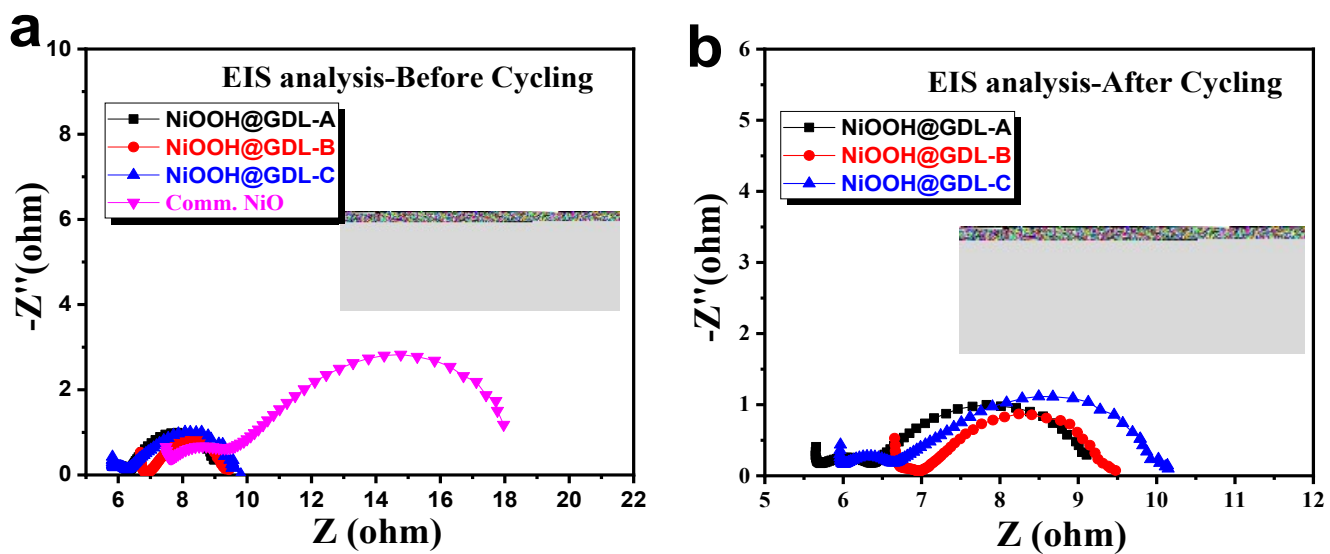 a
EIS analysis-Before Cycling
NiOOH@GDL-A
NiOOH@GDL-B
NiOOH@GDL-C
Comm. NiO
-Z''(ohm)
10
8
6
4
2
0
6 8 10 12 14 16 18 20 22
Z (ohm)
b
EIS analysis-After Cycling
NiOOH@GDL-A
NiOOH@GDL-B
NiOOH@GDL-C
-Z''(ohm)
6
5
4
3
2
1
0
5 6 7 8 9 10 11 12
Z (ohm)